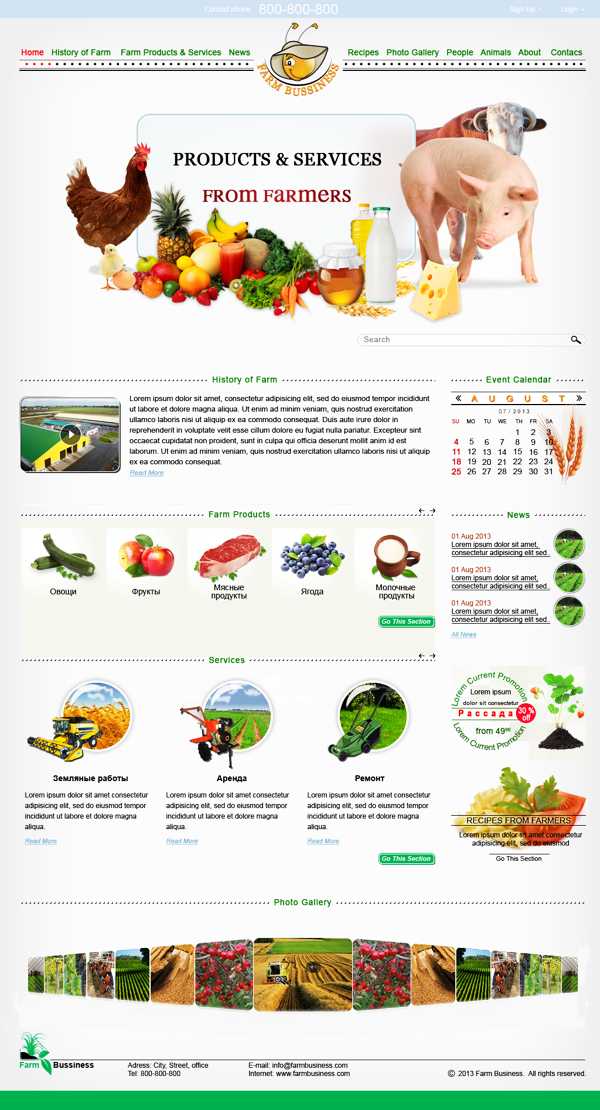 Contact phone: 800-800-800
Sign Up
Login
Home History of Farm Farm Products & Services News
FARM BUSSINESS
Recipes Photo Gallery People Animals About Contacs
PRODUCTS & SERVICES
FROM FARMERS
Search
History of Farm
Lorem ipsum dolor sit amet, consectetur adipisicing elit, sed do eiusmod tempor incididunt
ut labore et dolore magna aliqua. Ut enim ad minim veniam, quis nostrud exercitation
ullamco laboris nisi ut aliquip ex ea commodo consequat. Duis aute irure dolor in
reprehenderit in voluptate velit esse cillum dolore eu fugiat nulla pariatur. Excepteur sint
occaecat cupidatat non proident, sunt in culpa qui officia deserunt mollit anim id est
laborum. Ut enim ad minim veniam, quis nostrud exercitation ullamco laboris nisi ut aliquip
ex ea commodo consequat.
Read More
Event Calendar
« A U G U S T »
07 / 2013
SU MO TU WE TH FR SA
1 2 3
4 5 6 7 8 9 10
11 12 13 14 15 16 17
18 19 20 21 22 23 24
25 26 27 28 29 30 31
Farm Products
Овощи
Фрукты
Мясные
продукты
Ягода
Молочные
продукты
Go This Section
News
01 Aug 2013
Lorem ipsum dolor sit amet,
consectetur adipisicing elit sed..
01 Aug 2013
Lorem ipsum dolor sit amet,
consectetur adipisicing elit sed..
01 Aug 2013
Lorem ipsum dolor sit amet,
consectetur adipisicing elit sed..
All News
Services
Земляные работы
Lorem ipsum dolor sit amet, consectetur
adipisicing elit, sed do eiusmod tempor
incididunt ut labore et dolore magna
aliqua.
Read More
Аренда
Lorem ipsum dolor sit amet, consectetur
adipisicing elit, sed do eiusmod tempor
incididunt ut labore et dolore magna
aliqua.
Read More
Ремонт
Lorem ipsum dolor sit amet, consectetur
adipisicing elit, sed do eiusmod tempor
incididunt ut labore et dolore magna
aliqua.
Read More
Go This Section
Lorem Current Promotion
Lorem ipsum
dolor sit consectetur
Рассада
30 %
off
from 49⁹⁶
Lorem Current Promotion
RECIPES FROM FARMERS
Lorem ipsum dolor sit amet consectetur
adipisicing elit, sed do eiusmod
Go This Section
Photo Gallery
Farm Bussiness
Adress: City, Street, office
Tel: 800-800-800
E-mail: info@farmbusiness.com
Internet: www.farmbusiness.com
© 2013 Farm Business. All rights reserved.